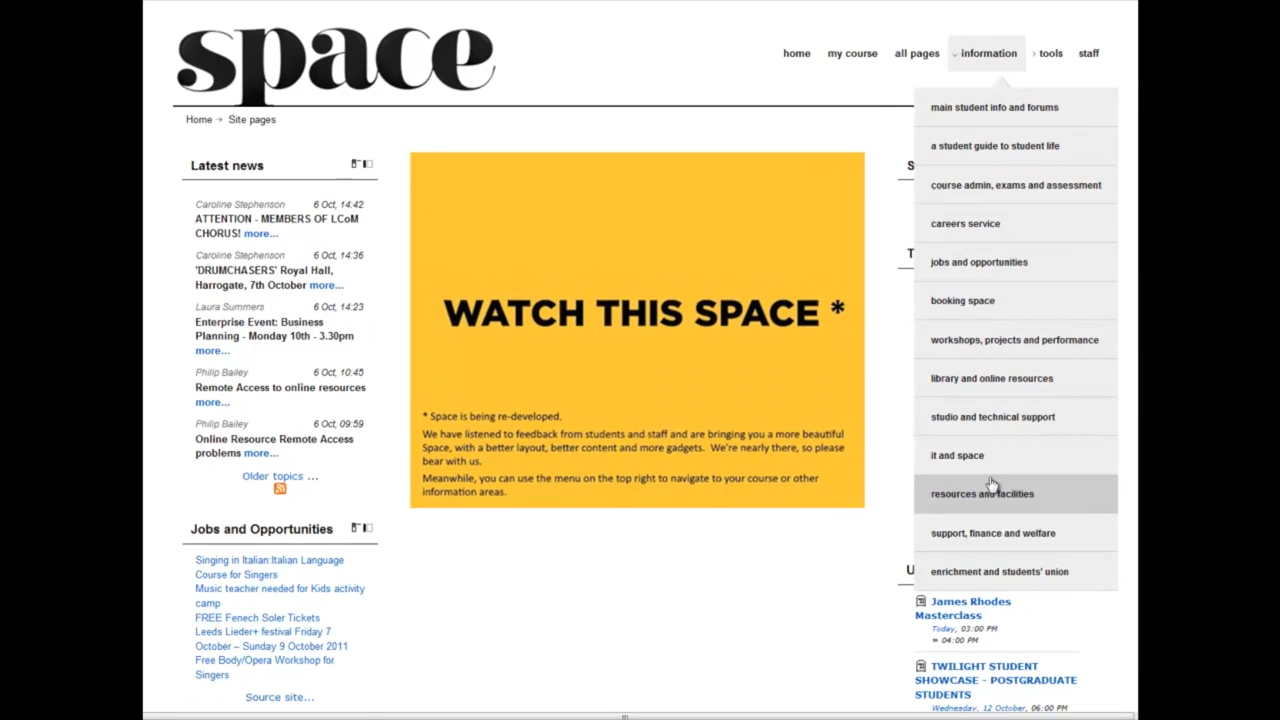 space
home
my course
all pages
information
tools
staff
Home
Site pages
main student info and forums
a student guide to student life
course admin, exams and assessment
careers service
jobs and opportunities
booking space
workshops, projects and performance
library and online resources
studio and technical support
it and space
resources and facilities
support, finance and welfare
enrichment and students' union
Latest news
Caroline Stephenson 6 Oct, 14:42
ATTENTION - MEMBERS OF LCoM
CHORUS! more...
Caroline Stephenson 6 Oct, 14:36
'DRUMCHASERS' Royal Hall,
Harrogate, 7th October more...
Laura Summers 6 Oct, 14:23
Enterprise Event: Business
Planning - Monday 10th - 3.30pm
more...
Philip Bailey 6 Oct, 10:45
Remote Access to online resources
more...
Philip Bailey 6 Oct, 09:59
Online Resource Remote Access
problems more...
Older topics ...
Jobs and Opportunities
Singing in Italian:Italian Language
Course for Singers
Music teacher needed for Kids activity
camp
FREE Fenech Soler Tickets
Leeds Lieder+ festival Friday 7
October – Sunday 9 October 2011
Free Body/Opera Workshop for
Singers
Source site...
WATCH THIS SPACE *
* Space is being re-developed.
We have listened to feedback from students and staff and are bringing you a more beautiful
Space, with a better layout, better content and more gadgets. We're nearly there, so please
bear with us.
Meanwhile, you can use the menu on the top right to navigate to your course or other
information areas.
James Rhodes
Masterclass
Today, 03:00 PM
» 04:00 PM
TWILIGHT STUDENT
SHOWCASE - POSTGRADUATE
STUDENTS
Wednesday, 12 October, 06:00 PM